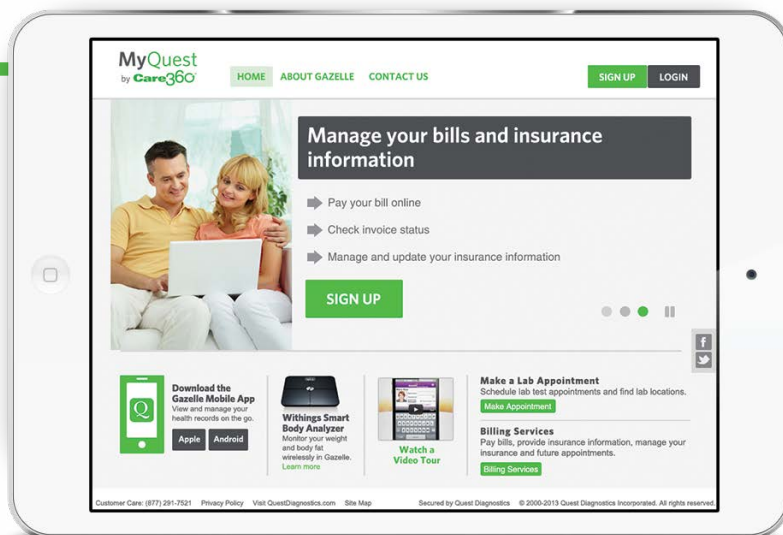 MyQuest
by Care360
HOME ABOUT GAZELLE CONTACT US
SIGN UP LOGIN
Manage your bills and insurance
information
Pay your bill online
Check invoice status
Manage and update your insurance information
SIGN UP
Download the
Gazelle Mobile App
View and manage your
health records on the go.
Apple Android
Withings Smart
Body Analyzer
Monitor your weight
and body fat
wirelessly in Gazelle.
Learn more
Watch a
Video Tour
Make a Lab Appointment
Schedule lab test appointments and find lab locations.
Make Appointment
Billing Services
Pay bills, provide insurance information, manage your
insurance and future appointments.
Billing Services
Customer Care: (877) 291-7521 Privacy Policy Visit QuestDiagnostics.com Site Map Secured by Quest Diagnostics © 2000-2013 Quest Diagnostics Incorporated. All rights reserved.